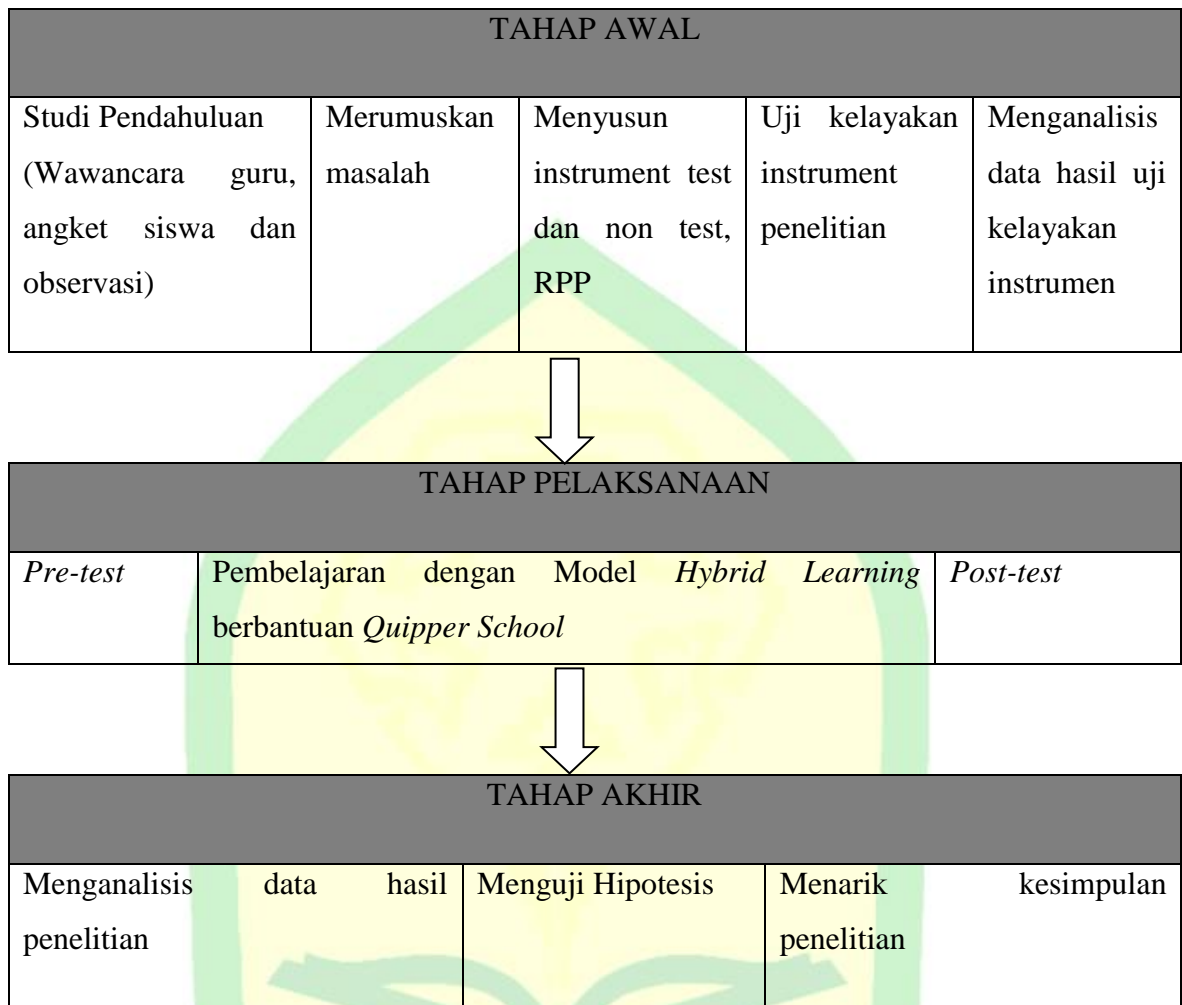 TAHAP AWAL
Studi Pendahuluan
(Wawancara guru,
angket siswa dan
observasi)
Merumuskan
masalah
Menyusun
instrument test
dan non test,
RPP
Uji kelayakan
instrument
penelitian
Menganalisis
data hasil uji
kelayakan
instrumen
TAHAP PELAKSANAAN
Pre-test
Pembelajaran dengan Model Hybrid Learning
berbantuan Quipper School
Post-test
TAHAP AKHIR
Menganalisis data hasil
penelitian
Menguji Hipotesis
Menarik kesimpulan
penelitian